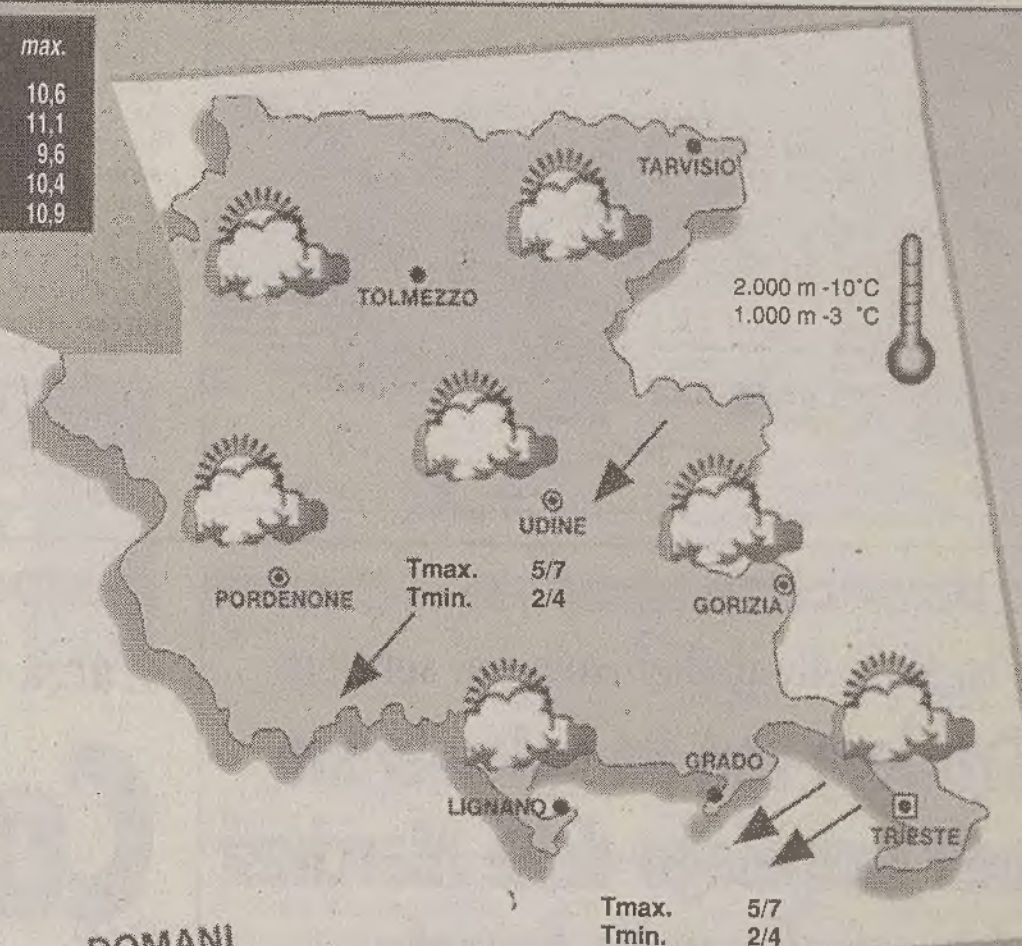 max.
10,6
11,1
9,6
10,4
10,9
TARVISIO
TOLMEZZO
2.000 m -10°C
1.000 m -3 °C
UDINE
PORDENONE
Tmax. 5/7
Tmin. 2/4
GORIZIA
GRADO
LIGNANO
TRIESTE
Tmax. 5/7
Tmin. 2/4
DOMANI